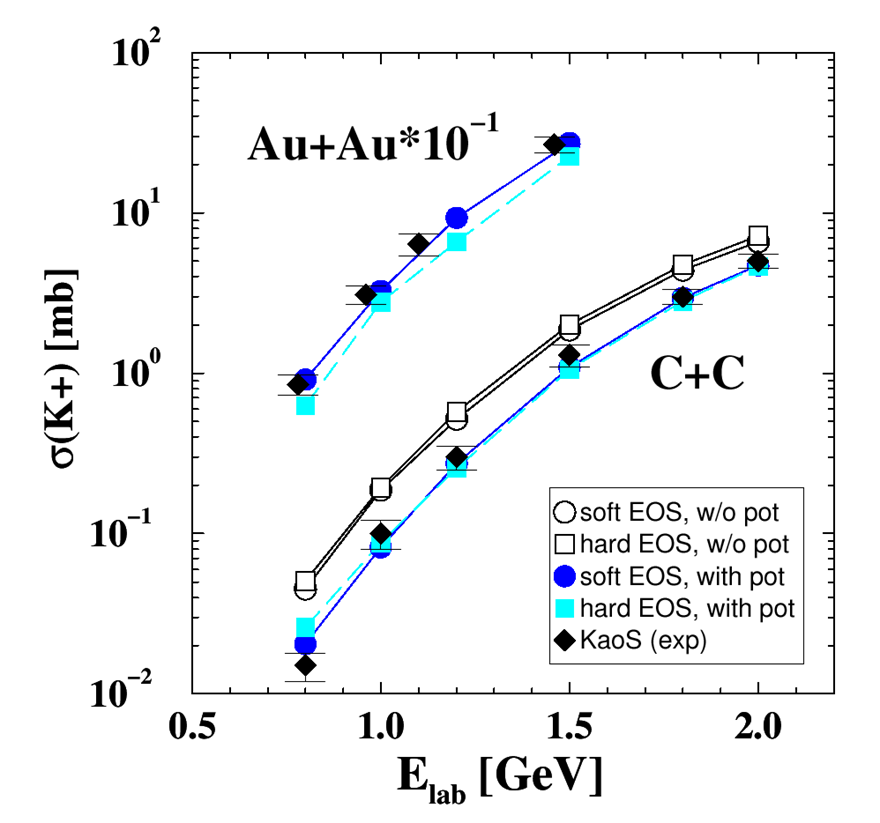 10²
Au+Au*10⁻¹
10¹
σ(K+) [mb]
10⁰
C+C
10⁻¹
soft EOS, w/o pot
hard EOS, w/o pot
soft EOS, with pot
hard EOS, with pot
KaoS (exp)
10⁻²
0.5 1.0 1.5 2.0
E_lab [GeV]